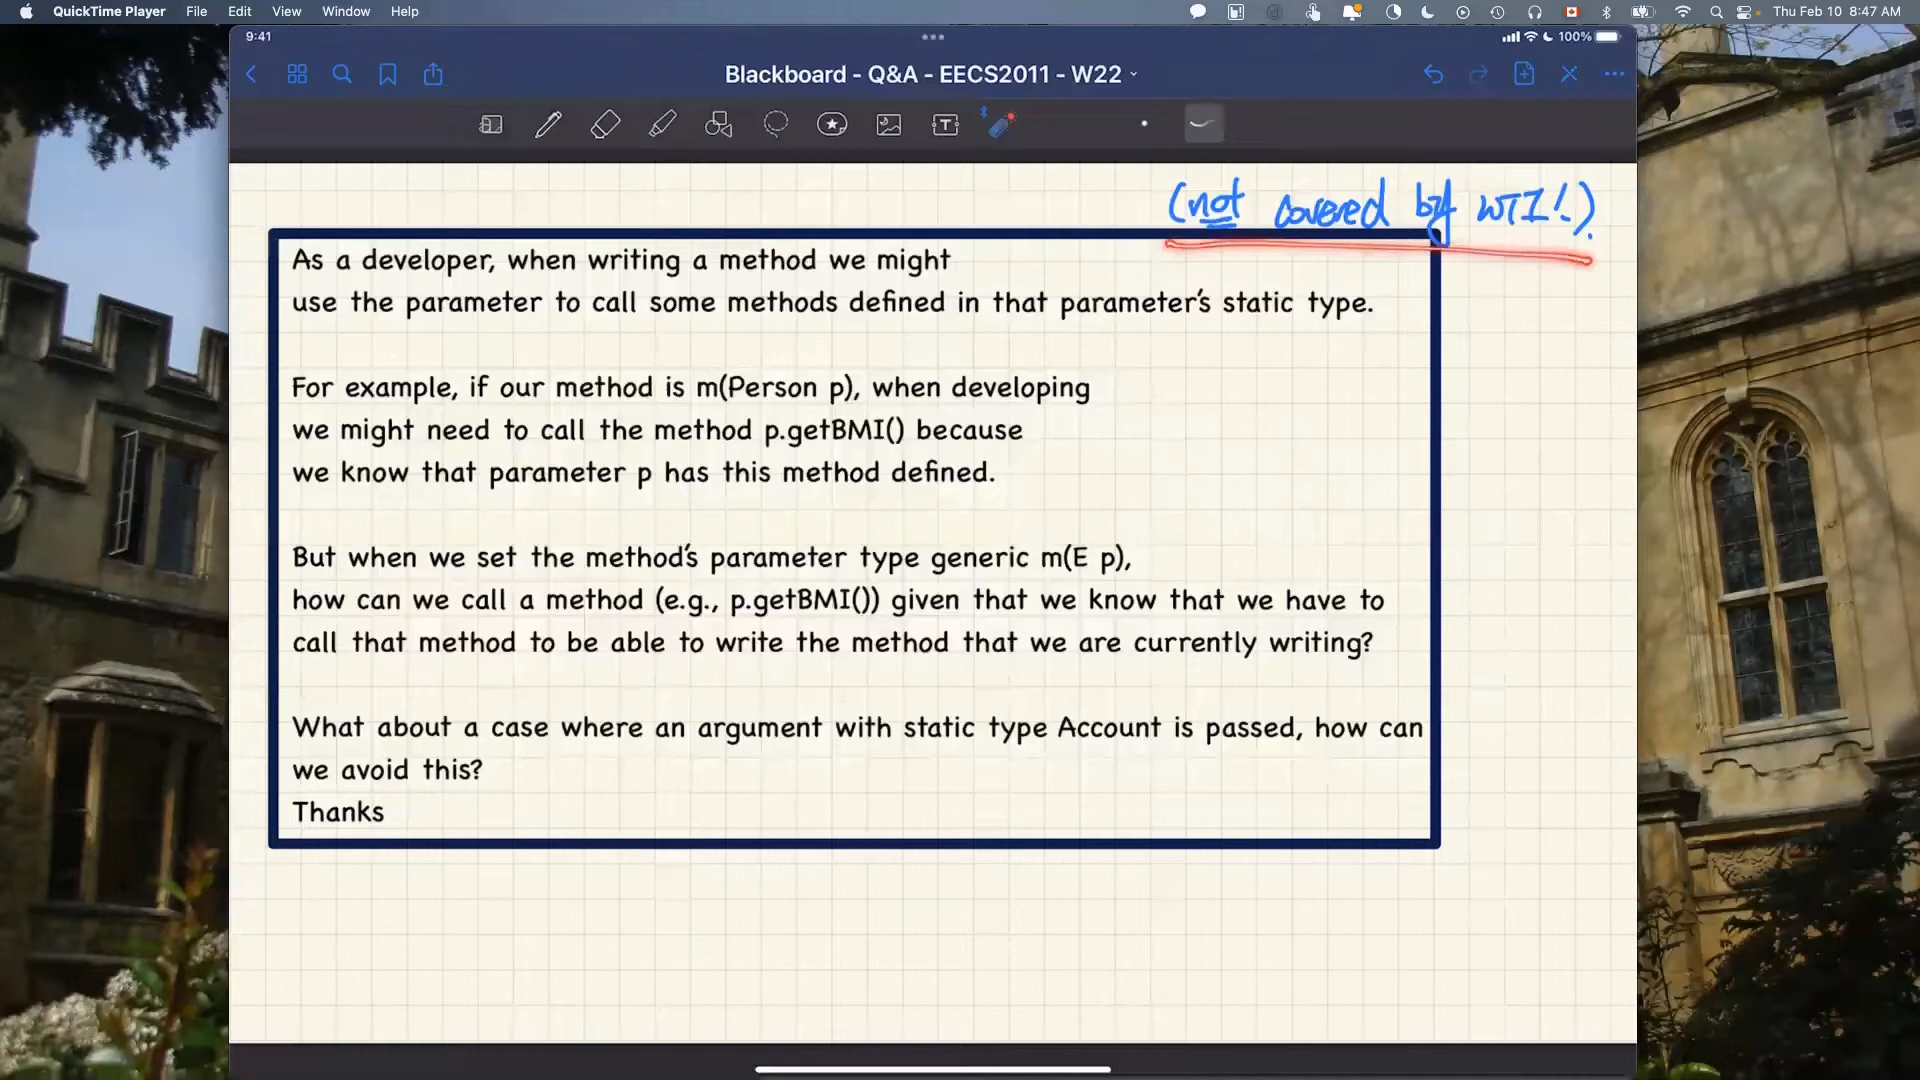 QuickTime Player File Edit View Window Help
Thu Feb 10 8:47 AM
9:41
100%
Blackboard - Q&A - EECS2011 - W22
(not covered by WT1!)
As a developer, when writing a method we might
use the parameter to call some methods defined in that parameter's static type.
For example, if our method is m(Person p), when developing
we might need to call the method p.getBMI() because
we know that parameter p has this method defined.
But when we set the method's parameter type generic m(E p),
how can we call a method (e.g., p.getBMI()) given that we know that we have to
call that method to be able to write the method that we are currently writing?
What about a case where an argument with static type Account is passed, how can
we avoid this?
Thanks